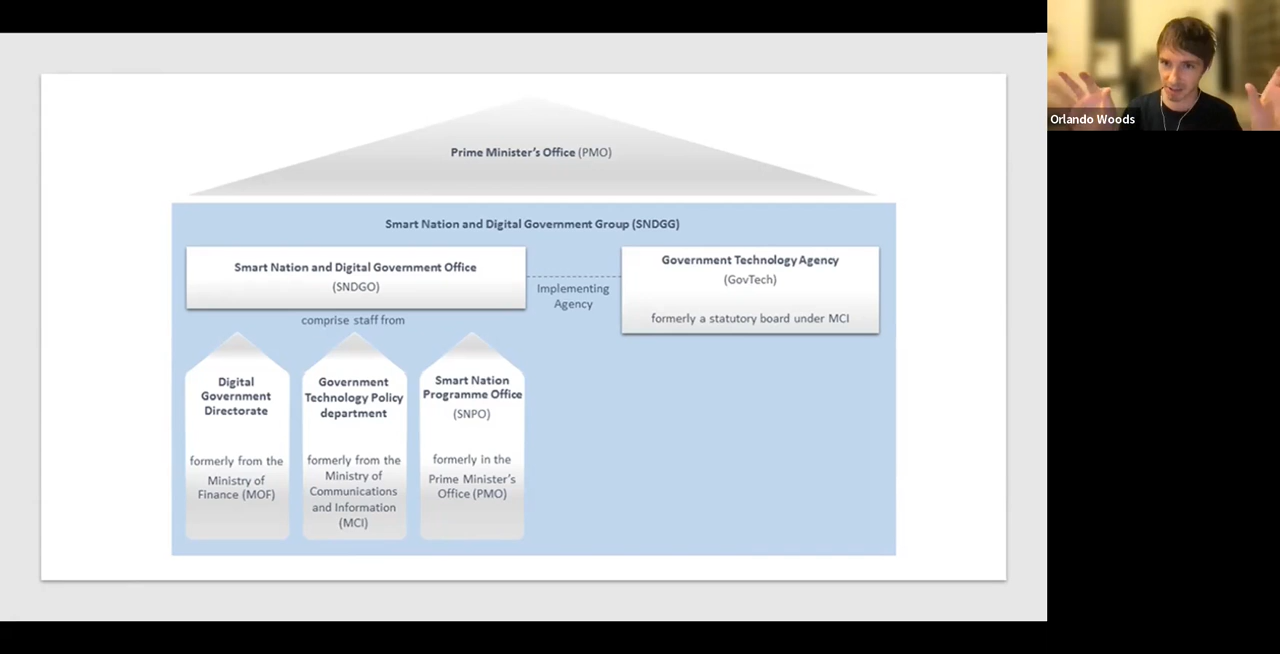 Orlando Woods
Prime Minister's Office (PMO)
Smart Nation and Digital Government Group (SNDGG)
Smart Nation and Digital Government Office
(SNDGO)
Implementing
Agency
Government Technology Agency
(GovTech)
formerly a statutory board under MCI
comprise staff from
Digital
Government
Directorate
formerly from the
Ministry of
Finance (MOF)
Government
Technology Policy
department
formerly from the
Ministry of
Communications
and Information
(MCI)
Smart Nation
Programme Office
(SNPO)
formerly in the
Prime Minister's
Office (PMO)